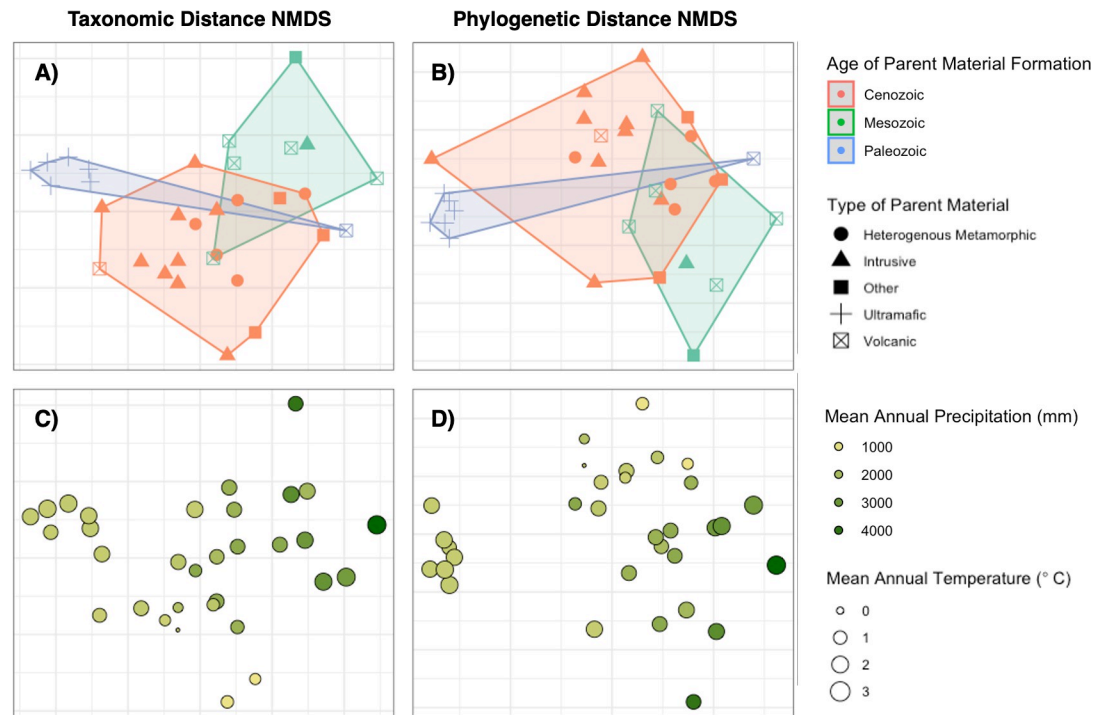 Taxonomic Distance NMDS
Phylogenetic Distance NMDS
A)
B)
Age of Parent Material Formation
Cenozoic
Mesozoic
Paleozoic
Type of Parent Material
Heterogenous Metamorphic
Intrusive
Other
Ultramafic
Volcanic
C)
D)
Mean Annual Precipitation (mm)
1000
2000
3000
4000
Mean Annual Temperature (° C)
0
1
2
3